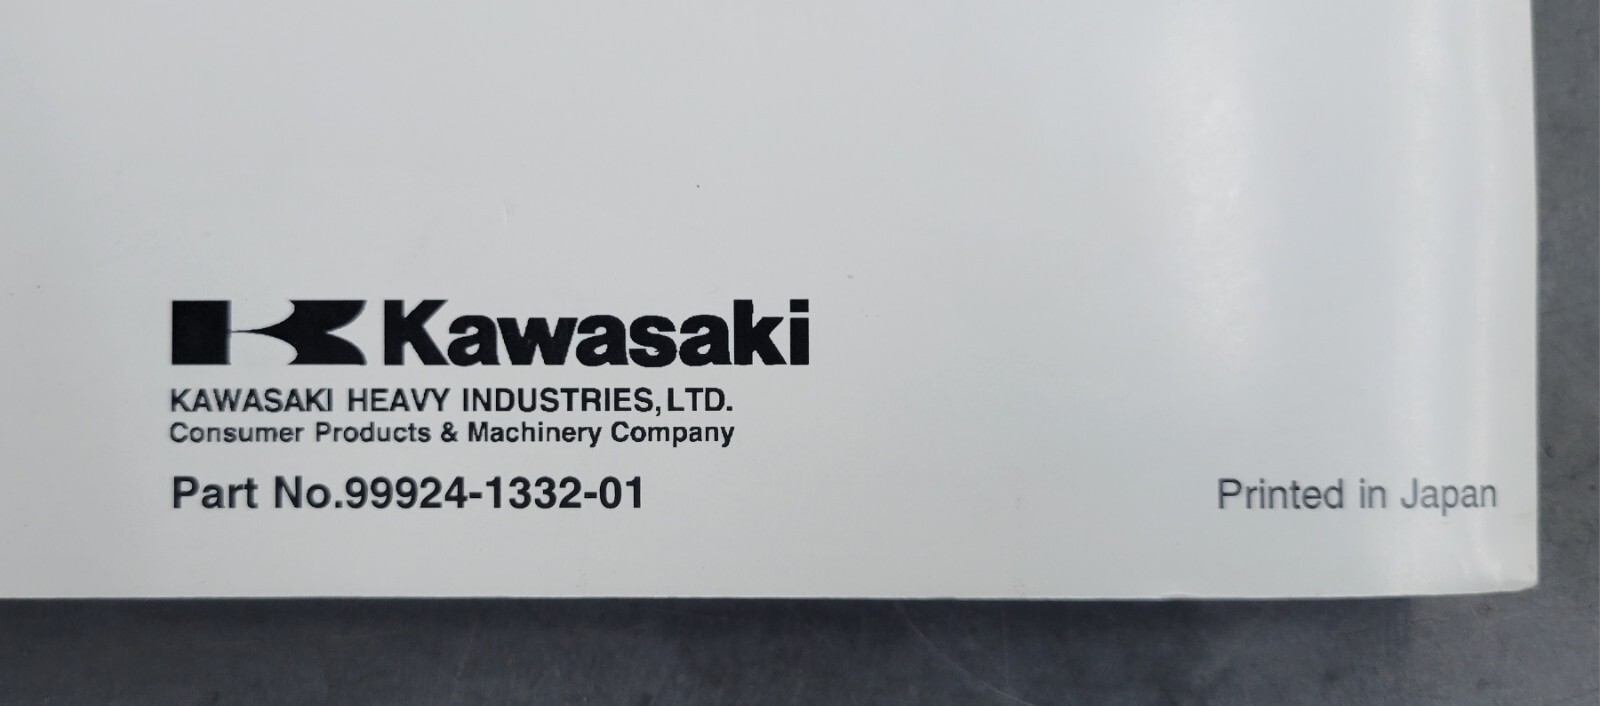 Kawasaki
KAWASAKI HEAVY INDUSTRIES, LTD.
Consumer Products & Machinery Company
Part No.99924-1332-01
Printed in Japan